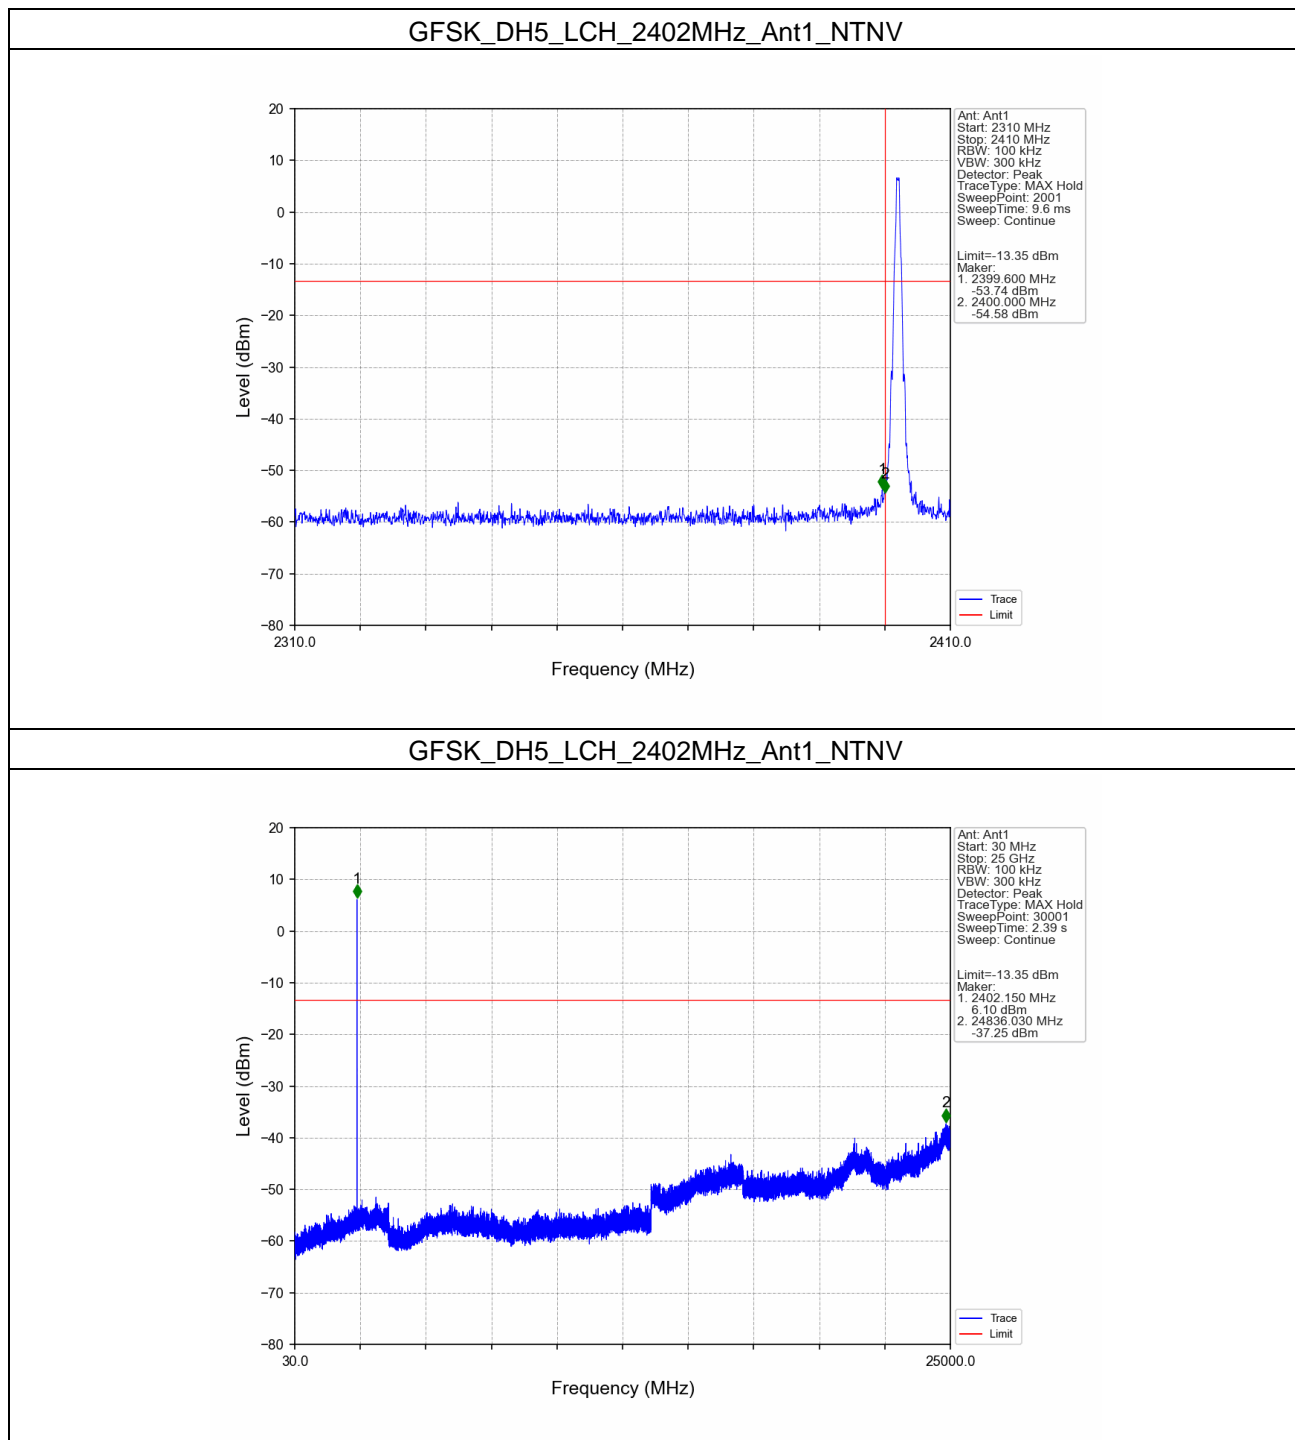 GFSK_DH5_LCH_2402MHz_Ant1_NTNV
20
10
0
−10
−20
−30
−40
−50
−60
−70
−80
Level (dBm)
2310.0
2410.0
Frequency (MHz)
1
2
Ant: Ant1
Start: 2310 MHz
Stop: 2410 MHz
RBW: 100 kHz
VBW: 300 kHz
Detector: Peak
TraceType: MAX Hold
SweepPoint: 2001
SweepTime: 9.6 ms
Sweep: Continue
Limit=-13.35 dBm
Maker:
1. 2399.600 MHz
-53.74 dBm
2. 2400.000 MHz
-54.58 dBm
Trace
Limit
GFSK_DH5_LCH_2402MHz_Ant1_NTNV
20
10
0
−10
−20
−30
−40
−50
−60
−70
−80
Level (dBm)
30.0
25000.0
Frequency (MHz)
1
2
Ant: Ant1
Start: 30 MHz
Stop: 25 GHz
RBW: 100 kHz
VBW: 300 kHz
Detector: Peak
TraceType: MAX Hold
SweepPoint: 30001
SweepTime: 2.39 s
Sweep: Continue
Limit=-13.35 dBm
Maker:
1. 2402.150 MHz
6.10 dBm
2. 24836.030 MHz
-37.25 dBm
Trace
Limit